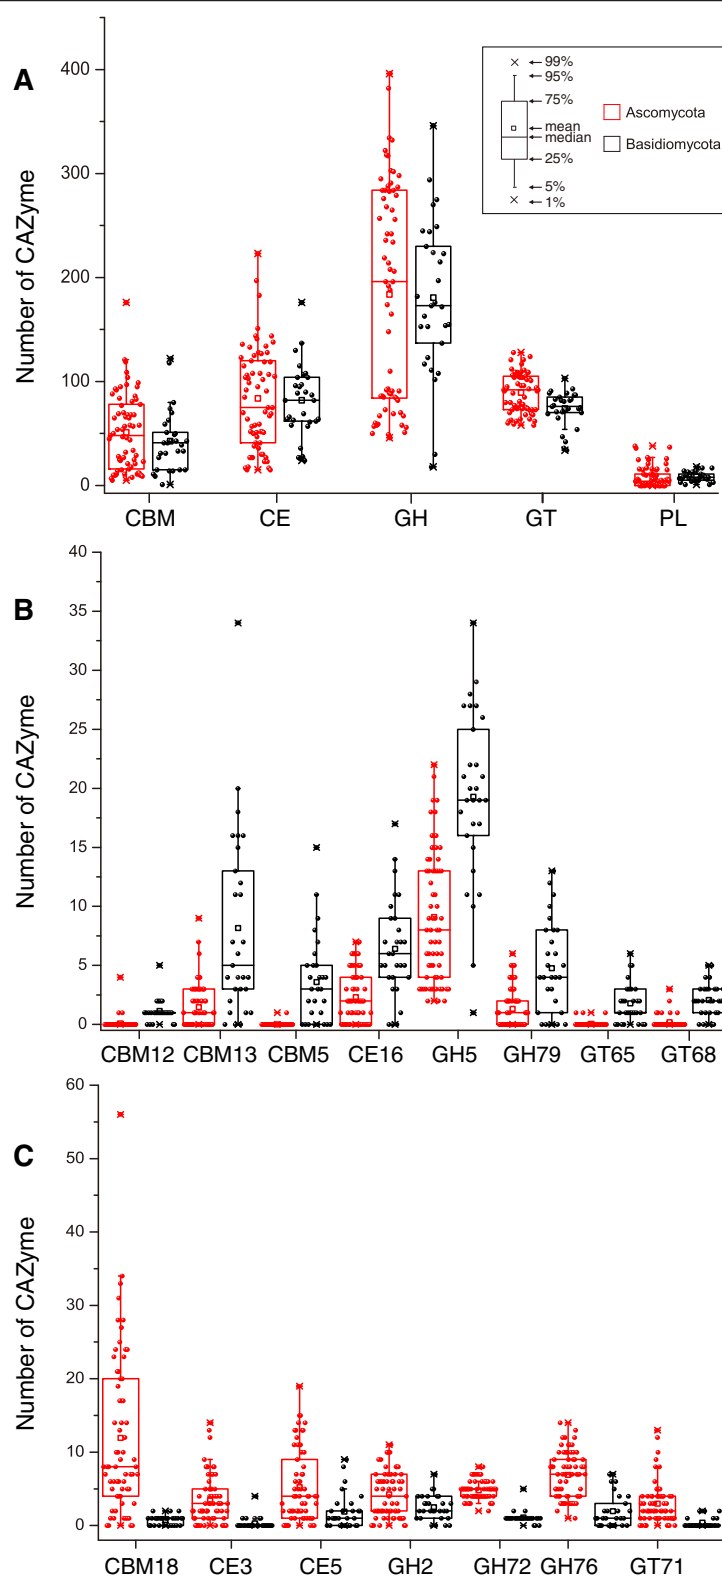 A
Number of CAZyme
400
300
200
100
0
99%
95%
75%
mean
median
25%
5%
1%
Ascomycota
Basidiomycota
CBM CE GH GT PL
B
Number of CAZyme
40
35
30
25
20
15
10
5
0
CBM12 CBM13 CBM5 CE16 GH5 GH79 GT65 GT68
C
Number of CAZyme
60
50
40
30
20
10
0
CBM18 CE3 CE5 GH2 GH72 GH76 GT71